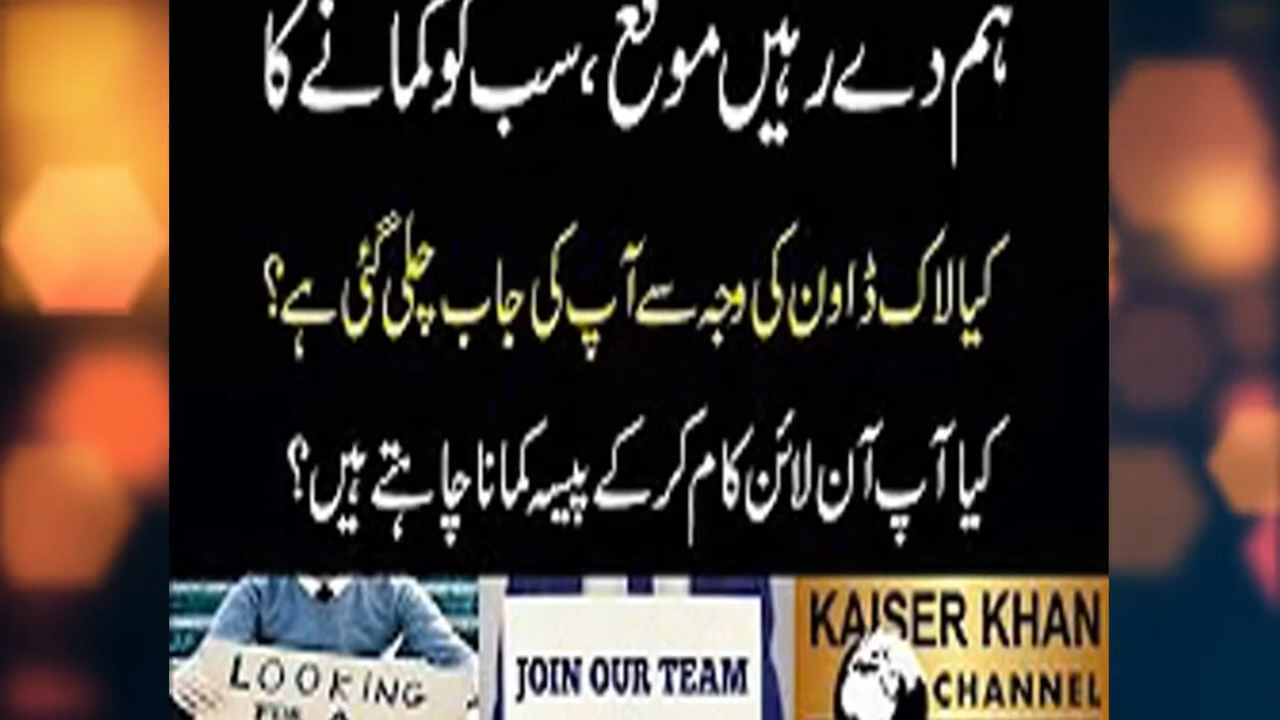 ہم دے رہیں موقع، سب کو کمانے کا
کیا لاک ڈاون کی وجہ سے آپ کی جاب چلی گئی ہے؟
کیا آپ آن لائن کام کر کے پیسہ کمانا چاہتے ہیں؟
LOOKING
JOIN OUR TEAM
KAISER KHAN
CHANNEL